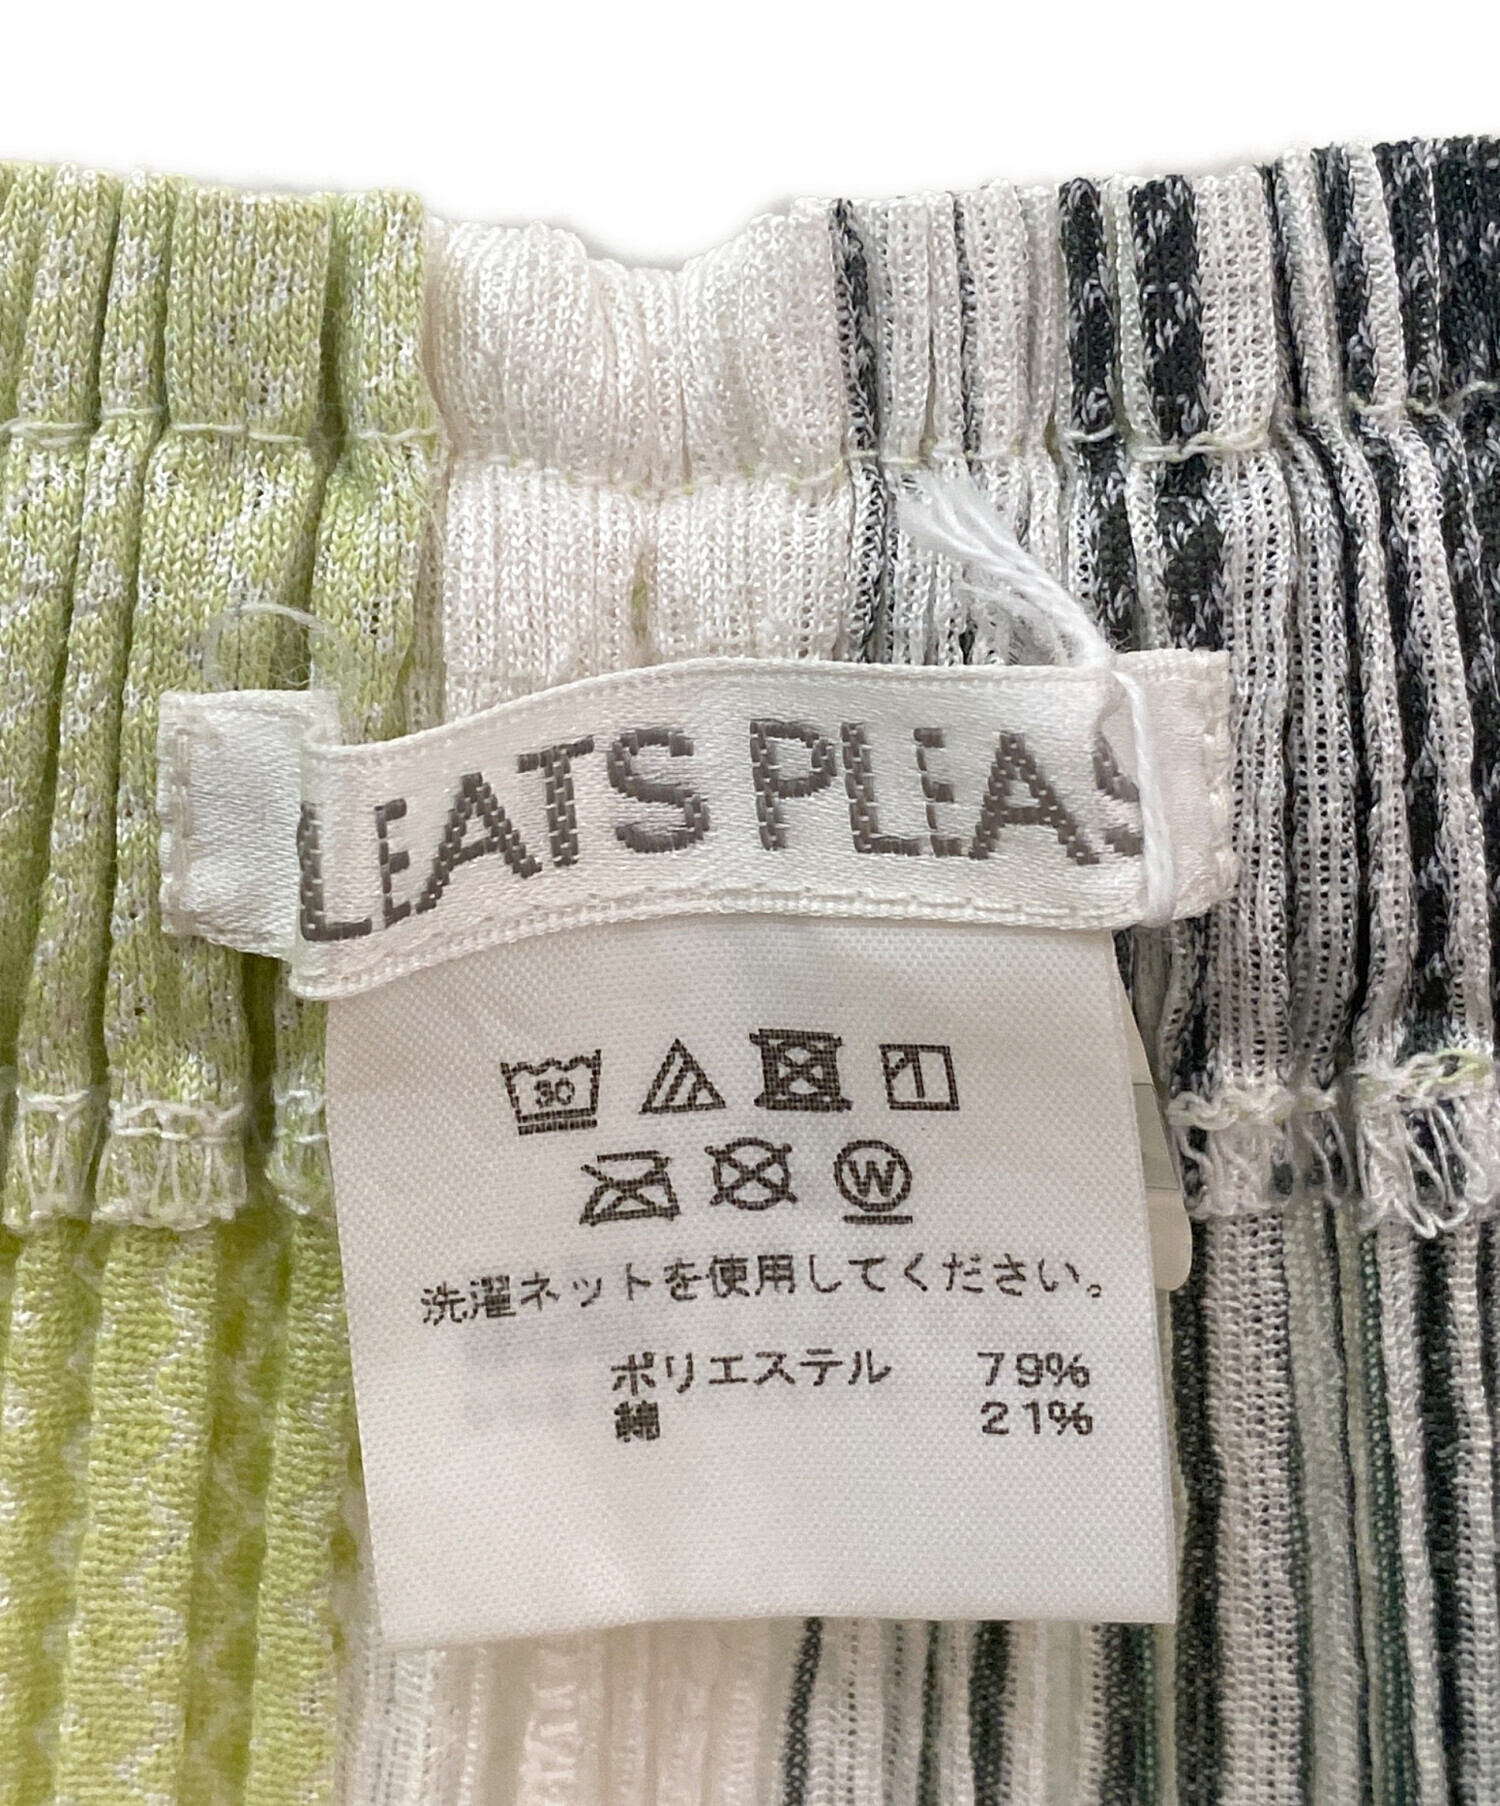 LEATS PLEAS
30
W
洗濯ネットを使用してください。
ポリエステル 79%
綿 21%